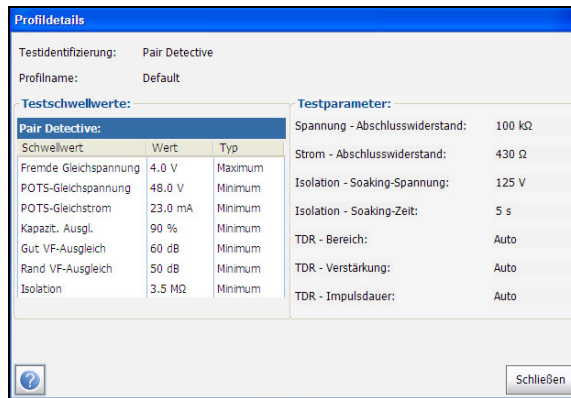 Profildetails
Testidentifizierung: Pair Detective
Profilname: Default
Testschwellwerte:
Pair Detective:
Schwellwert Wert Typ
Fremde Gleichspannung 4.0 V Maximum
POTS-Gleichspannung 48.0 V Minimum
POTS-Gleichstrom 23.0 mA Minimum
Kapazit. Ausgl. 90 % Minimum
Gut VF-Ausgleich 60 dB Minimum
Rand VF-Ausgleich 50 dB Minimum
Isolation 3.5 MΩ Minimum
Testparameter:
Spannung - Abschlusswiderstand: 100 kΩ
Strom - Abschlusswiderstand: 430 Ω
Isolation - Soaking-Spannung: 125 V
Isolation - Soaking-Zeit: 5 s
TDR - Bereich: Auto
TDR - Verstärkung: Auto
TDR - Impulsdauer: Auto
?
Schließen